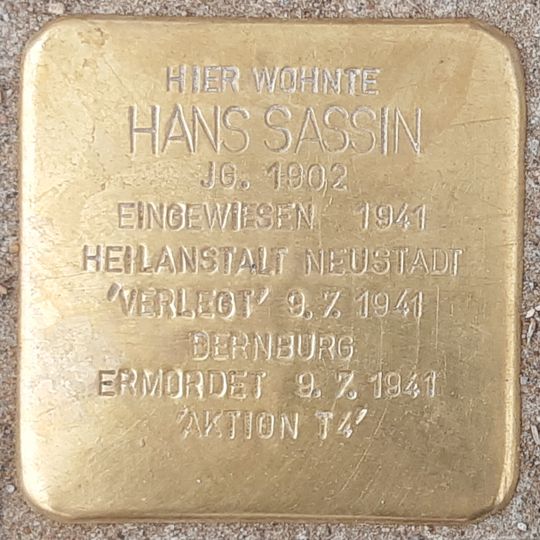 HIER WOHNTE
HANS SASSIN
JG. 1902
EINGEWIESEN 1941
HEILANSTALT NEUSTADT
'VERLEGT' 9.7.1941
BERNBURG
ERMORDET 9.7.1941
'AKTION T4'